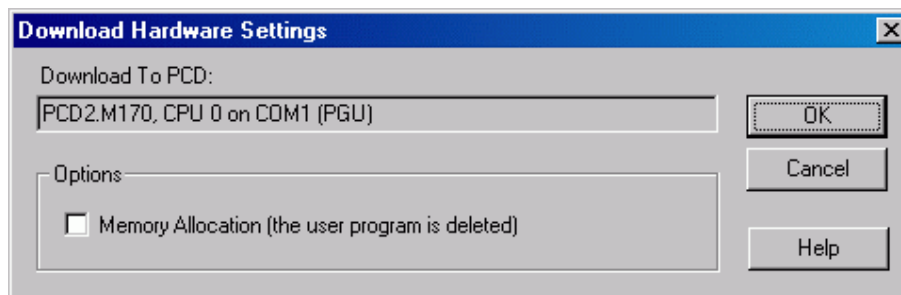 Download Hardware Settings
Download To PCD:
PCD2.M170, CPU 0 on COM1 (PGU)
OK
Options
Cancel
Memory Allocation (the user program is deleted)
Help